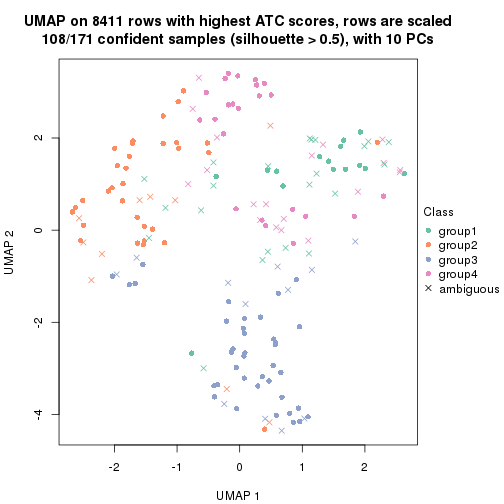 UMAP on 8411 rows with highest ATC scores, rows are scaled
108/171 confident samples (silhouette > 0.5), with 10 PCs
2
0
-2
-4
UMAP 2
-2 -1 0 1 2
UMAP 1
Class
group1
group2
group3
group4
ambiguous